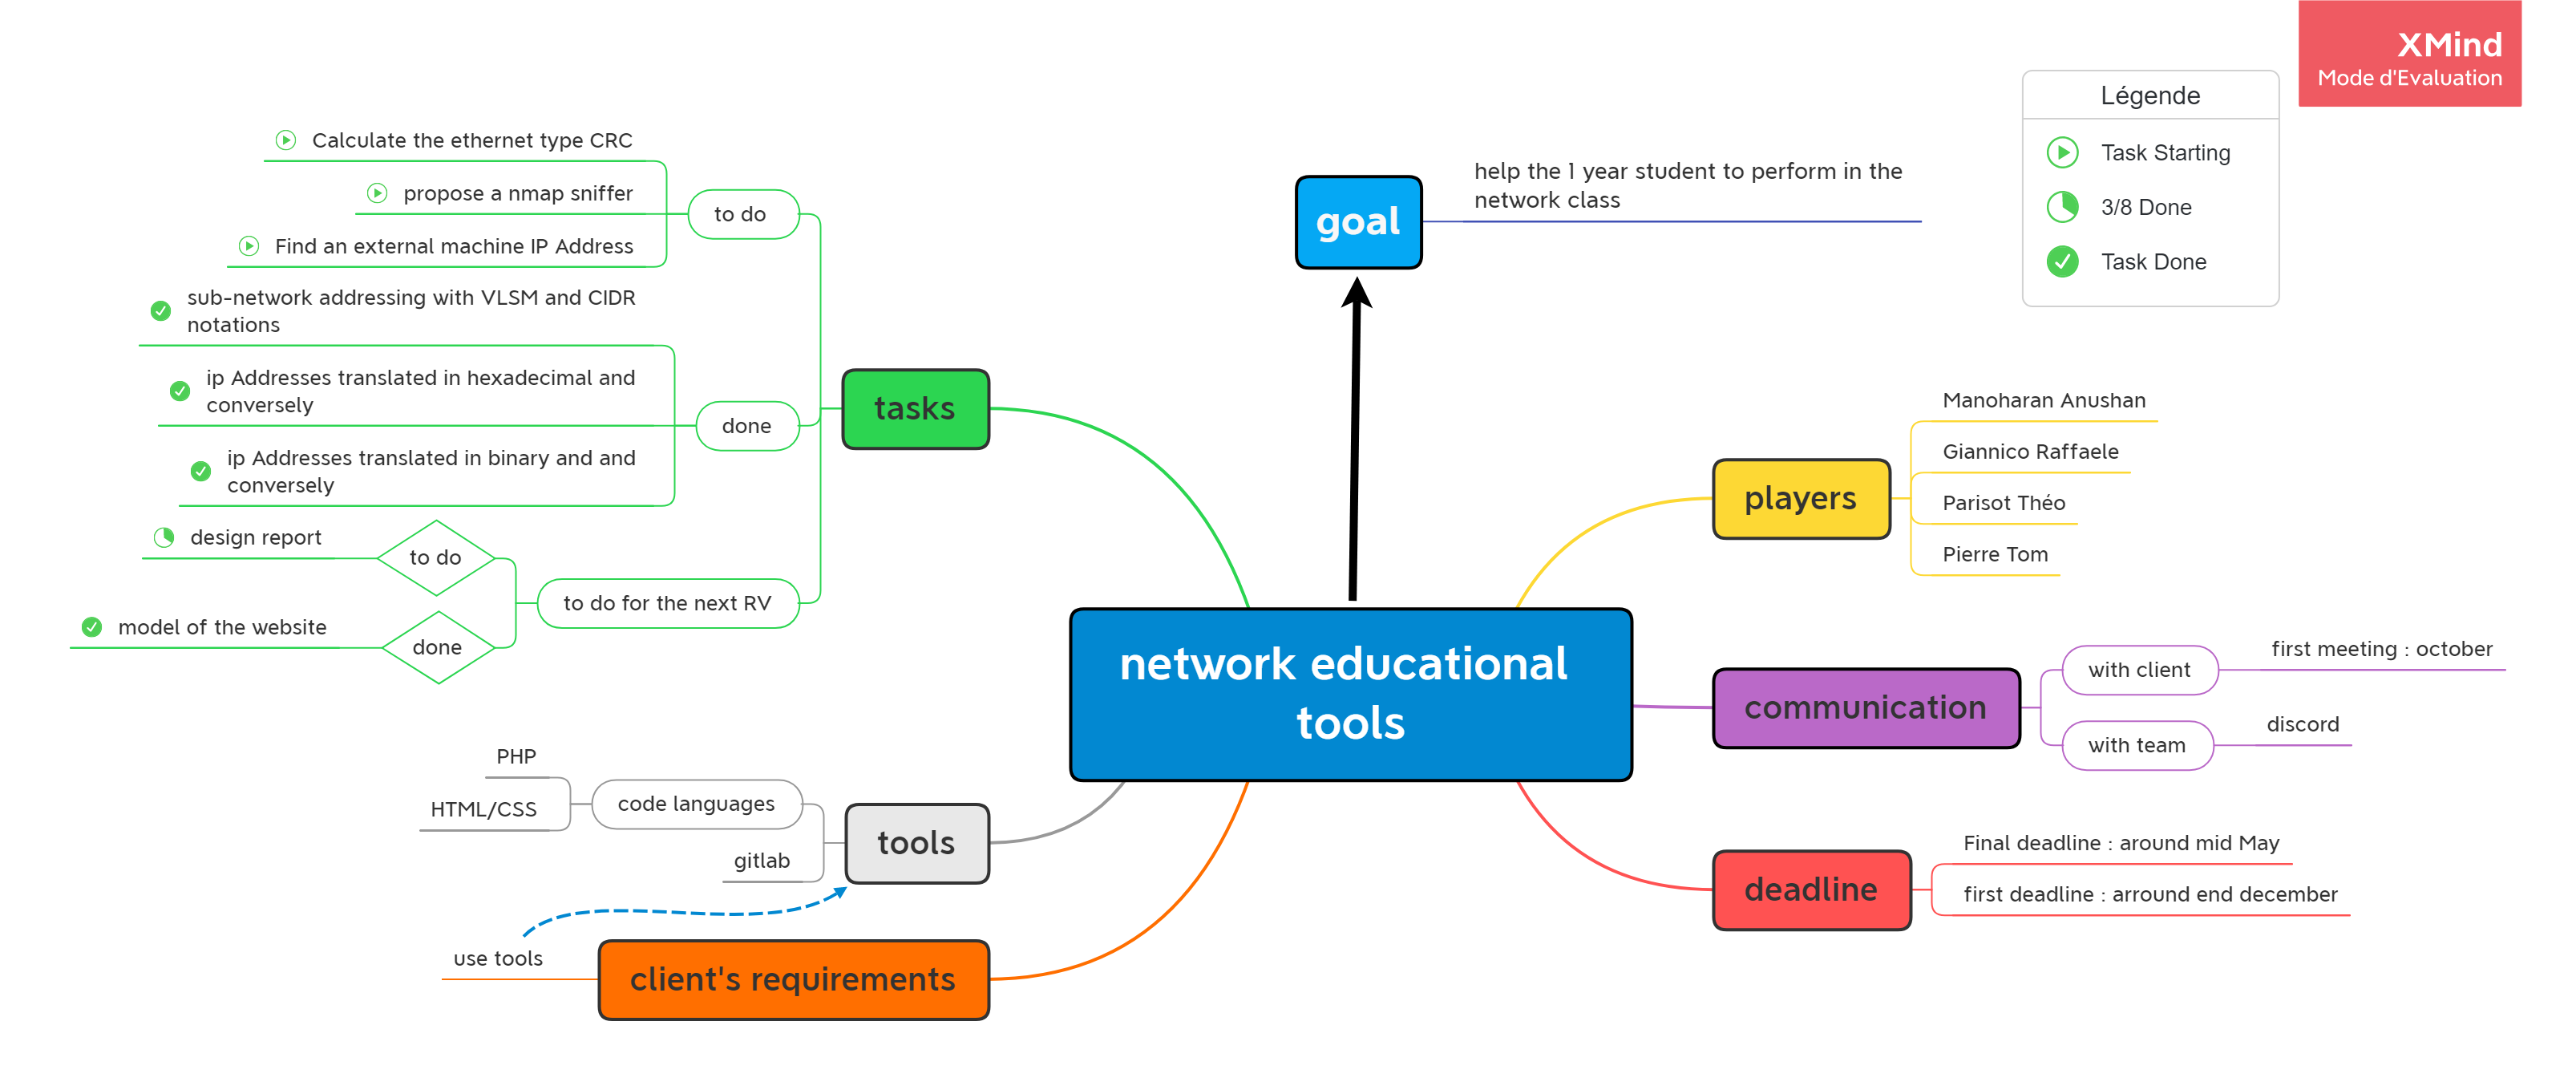 XMind
Mode d'Evaluation
Légende
Task Starting
3/8 Done
Task Done
goal
help the 1 year student to perform in the
network class
Calculate the ethernet type CRC
propose a nmap sniffer
Find an external machine IP Address
to do
sub-network addressing with VLSM and CIDR
notations
ip Addresses translated in hexadecimal and
conversely
ip Addresses translated in binary and and
conversely
done
tasks
design report
to do
model of the website
done
to do for the next RV
network educational
tools
players
Manoharan Anushan
Giannico Raffaele
Parisot Théo
Pierre Tom
communication
with client
first meeting : october
with team
discord
deadline
Final deadline : around mid May
first deadline : arround end december
PHP
HTML/CSS
code languages
gitlab
tools
use tools
client's requirements